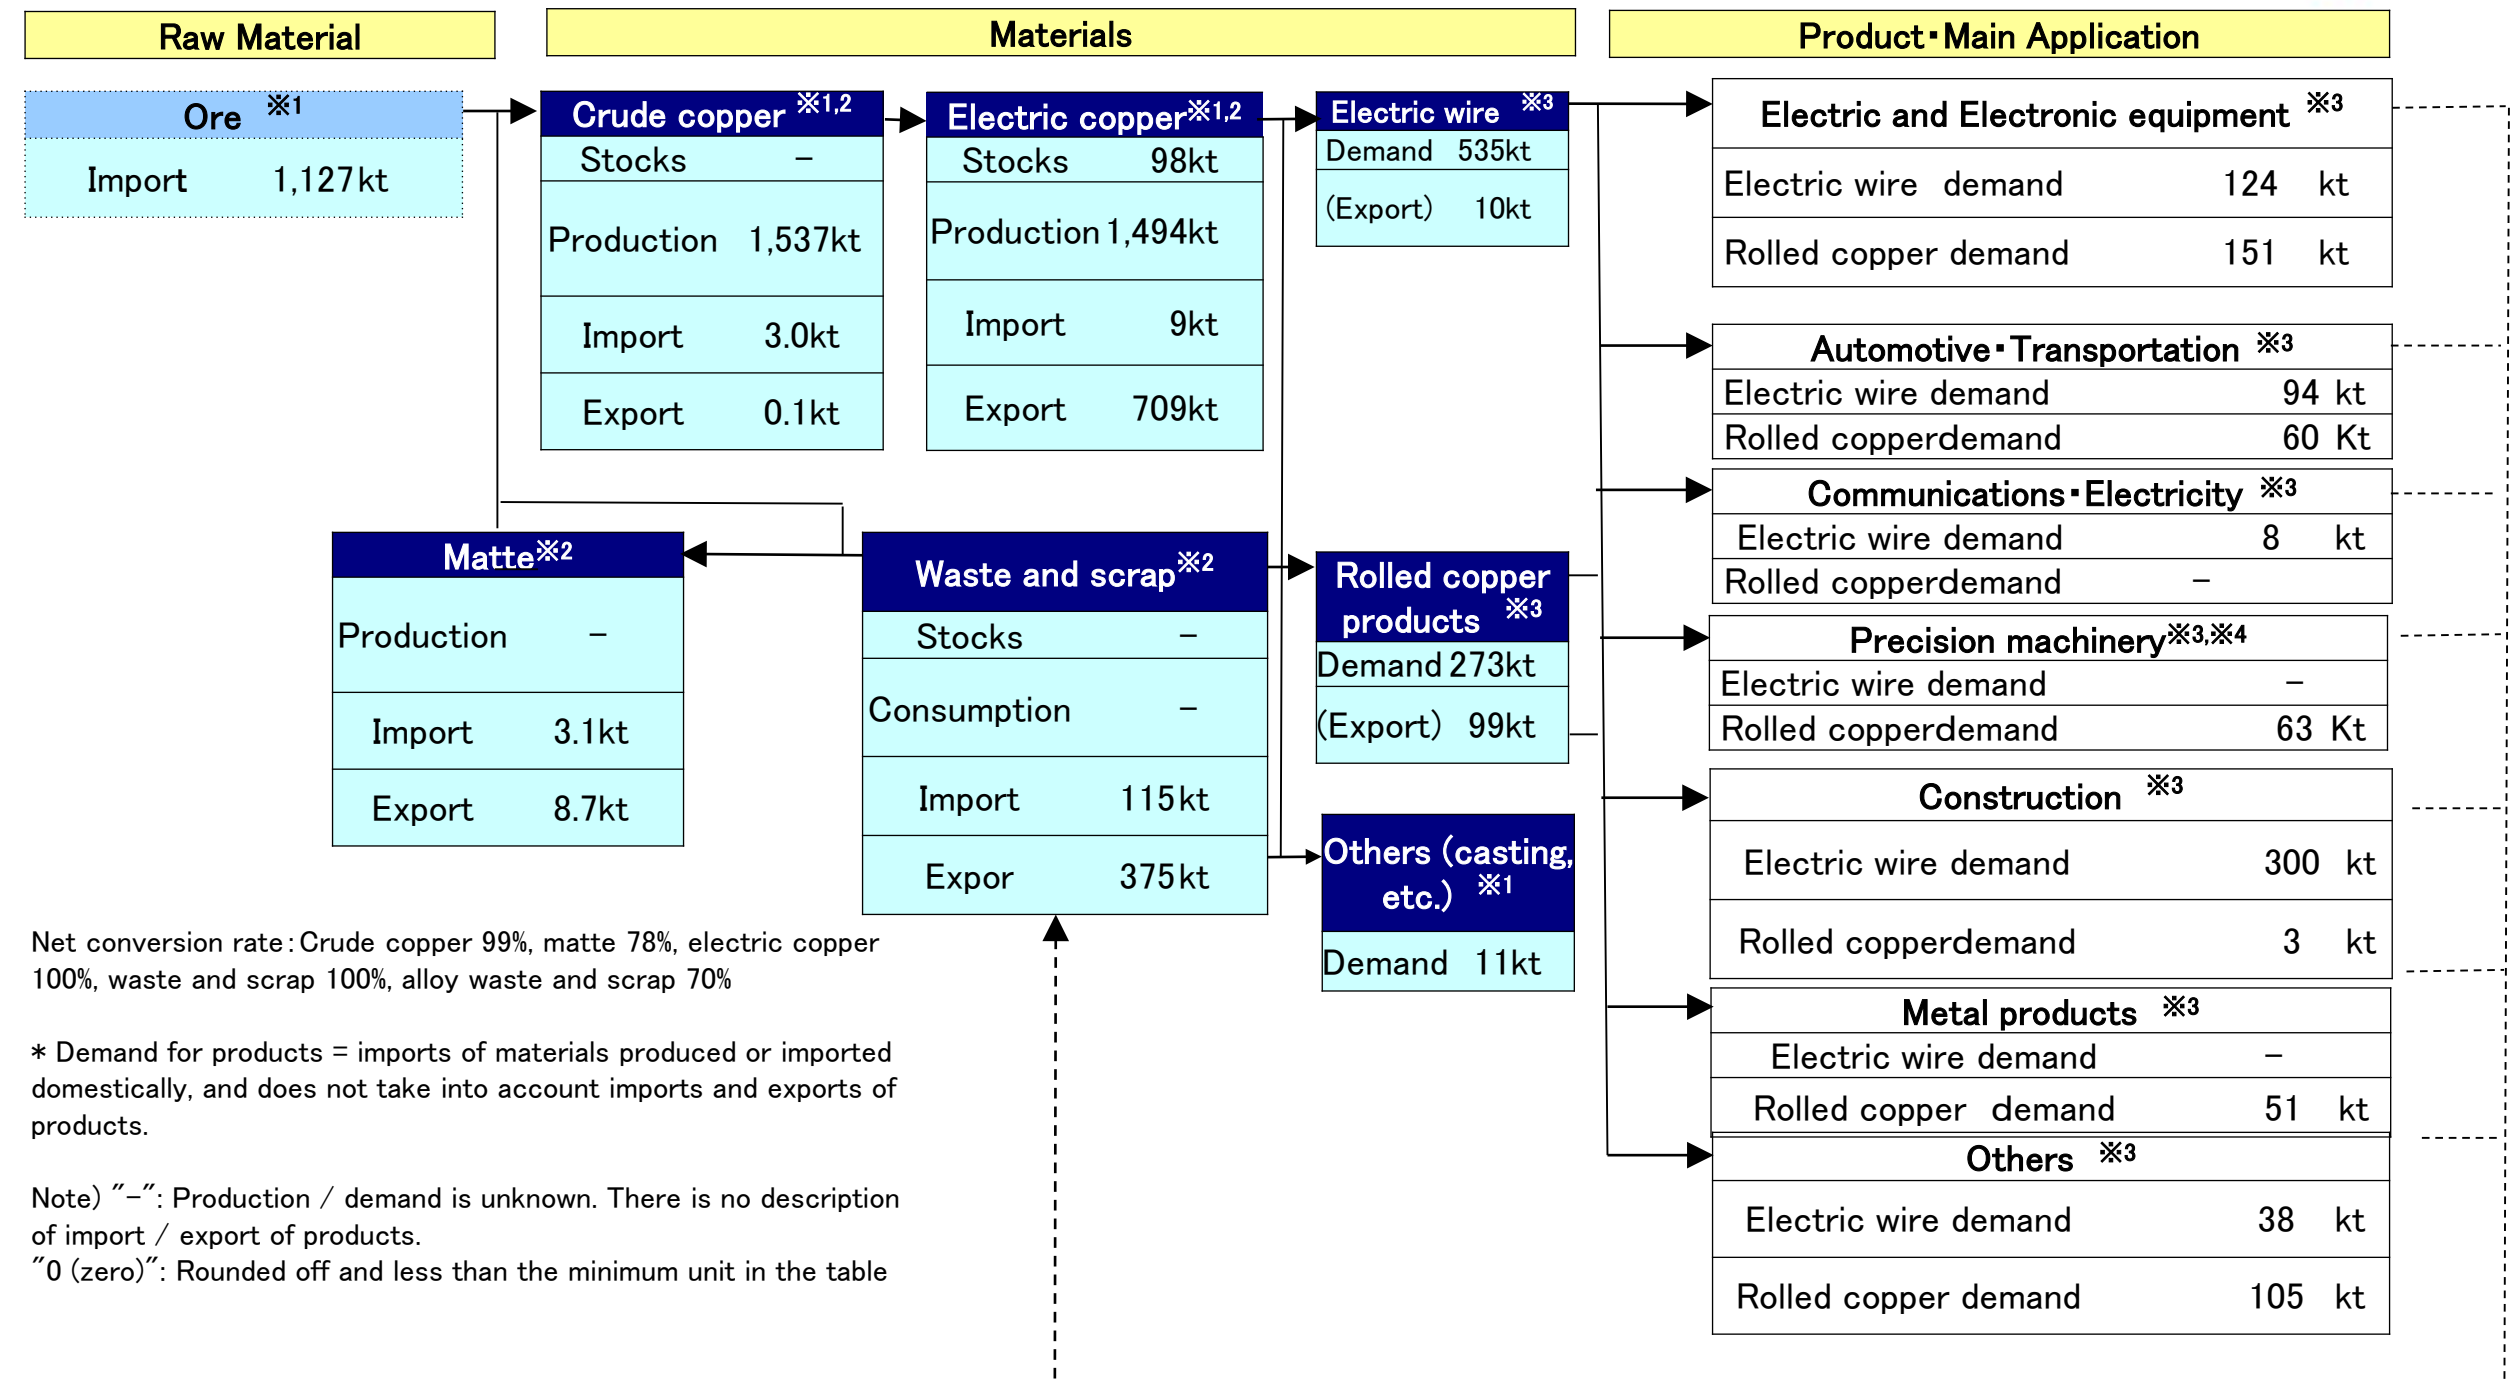 Raw Material
Materials
Product・Main Application
Ore ※1
Import 1,127kt
Crude copper ※1,2
Stocks －
Production 1,537kt
Import 3.0kt
Export 0.1kt
Electric copper※1,2
Stocks 98kt
Production 1,494kt
Import 9kt
Export 709kt
Electric wire ※3
Demand 535kt
(Export) 10kt
Matte※2
Production －
Import 3.1kt
Export 8.7kt
Waste and scrap※2
Stocks －
Consumption －
Import 115kt
Expor 375kt
Rolled copper
products ※3
Demand 273kt
(Export) 99kt
Others (casting,
etc.) ※1
Demand 11kt
Electric and Electronic equipment ※3
Electric wire demand 124 kt
Rolled copper demand 151 kt
Automotive・Transportation ※3
Electric wire demand 94 kt
Rolled copperdemand 60 Kt
Communications・Electricity ※3
Electric wire demand 8 kt
Rolled copperdemand －
Precision machinery※3,※4
Electric wire demand －
Rolled copperdemand 63 Kt
Construction ※3
Electric wire demand 300 kt
Rolled copperdemand 3 kt
Metal products ※3
Electric wire demand －
Rolled copper demand 51 kt
Others ※3
Electric wire demand 38 kt
Rolled copper demand 105 kt
Net conversion rate：Crude copper 99%, matte 78%, electric copper
100%, waste and scrap 100%, alloy waste and scrap 70%
* Demand for products = imports of materials produced or imported
domestically, and does not take into account imports and exports of
products.
Note) "-": Production / demand is unknown. There is no description
of import / export of products.
"0 (zero)": Rounded off and less than the minimum unit in the table